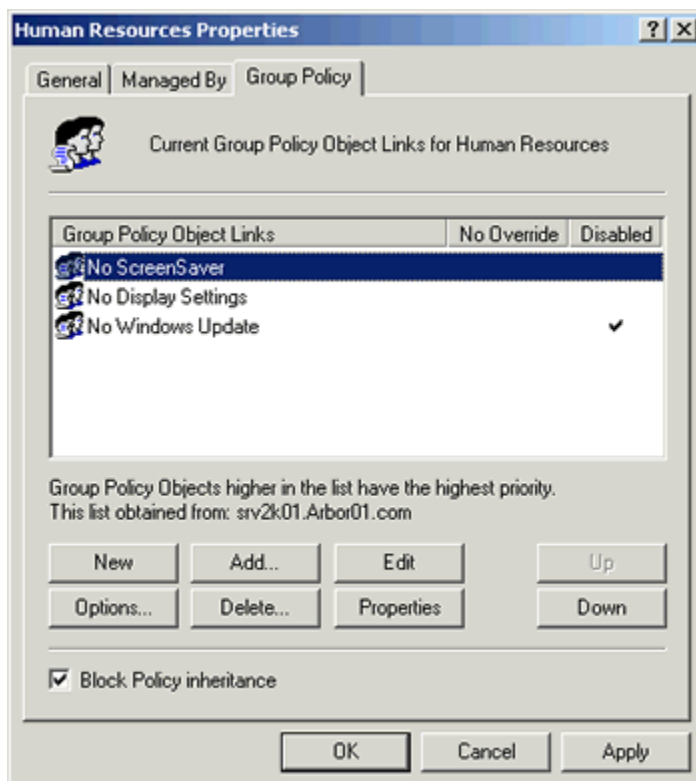 Human Resources Properties
General Managed By Group Policy
Current Group Policy Object Links for Human Resources
Group Policy Object Links No Override Disabled
No ScreenSaver
No Display Settings
No Windows Update
Group Policy Objects higher in the list have the highest priority.
This list obtained from: srv2k01.Arbor01.com
New Add... Edit Up
Options... Delete... Properties Down
Block Policy inheritance
OK Cancel Apply